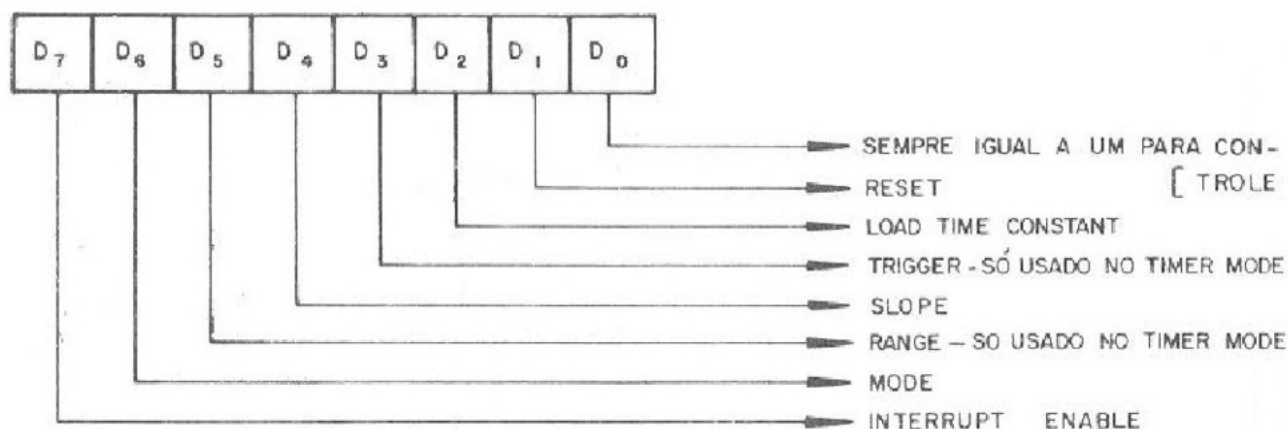 D7 D6 D5 D4 D3 D2 D1 D0
SEMPRE IGUAL A UM PARA CON-
RESET [ TROLE
LOAD TIME CONSTANT
TRIGGER - SÓ USADO NO TIMER MODE
SLOPE
RANGE - SO USADO NO TIMER MODE
MODE
INTERRUPT ENABLE